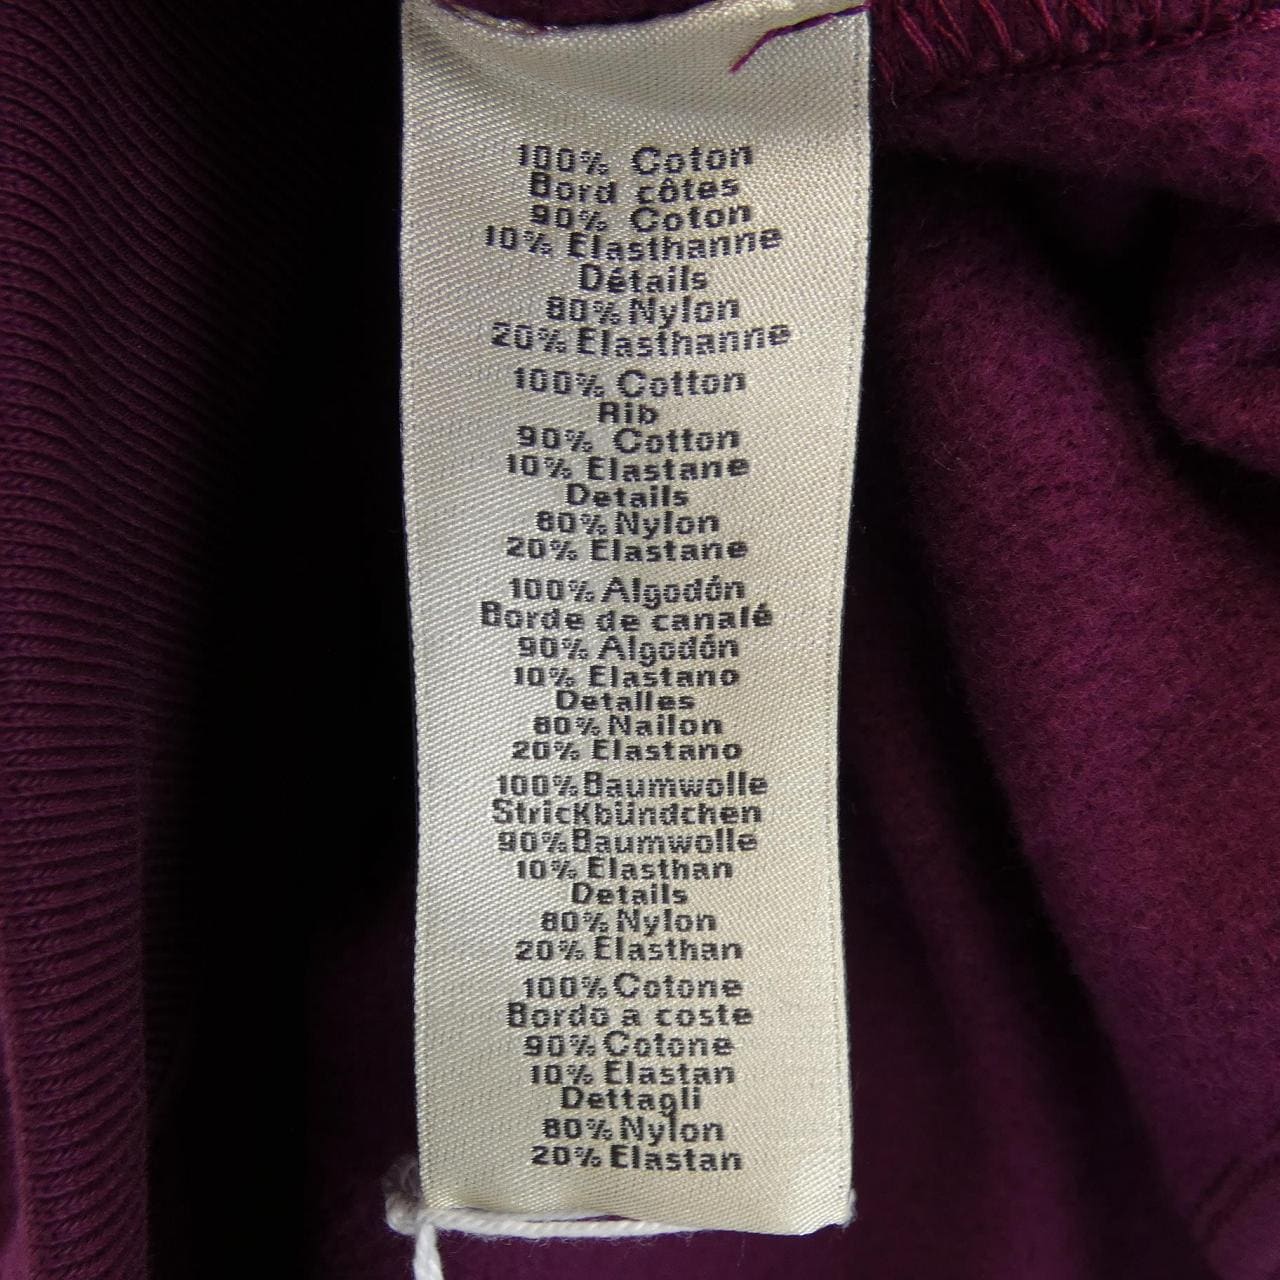 100% Coton
Bord côtes
90% Coton
10% Elasthanne
Détails
80% Nylon
20% Elasthanne
100% Cotton
Rib
90% Cotton
10% Elastane
Details
80% Nylon
20% Elastane
100% Algodón
Borde de canalé
90% Algodón
10% Elastano
Detalles
80% Nailon
20% Elastano
100% Baumwolle
Strickbündchen
90% Baumwolle
10% Elasthan
Details
80% Nylon
20% Elasthan
100% Cotone
Bordo a coste
90% Cotone
10% Elastan
Dettagli
80% Nylon
20% Elastan